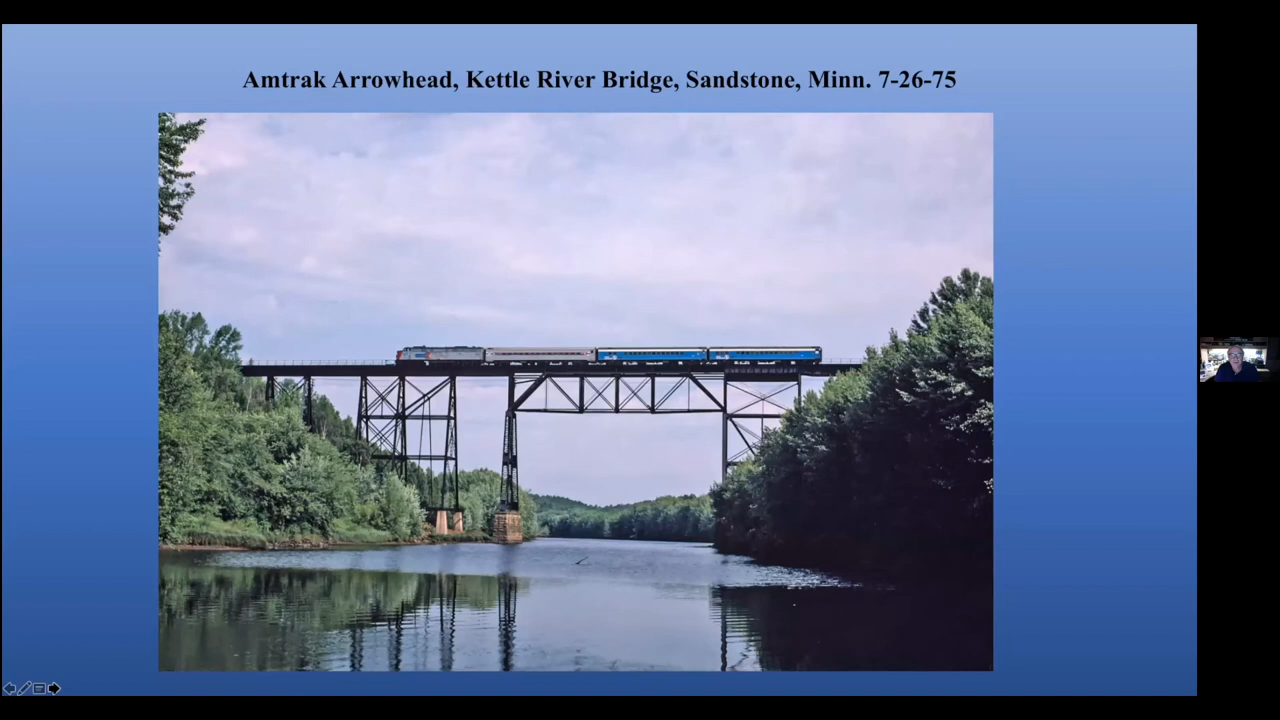 Amtrak Arrowhead, Kettle River Bridge, Sandstone, Minn. 7-26-75